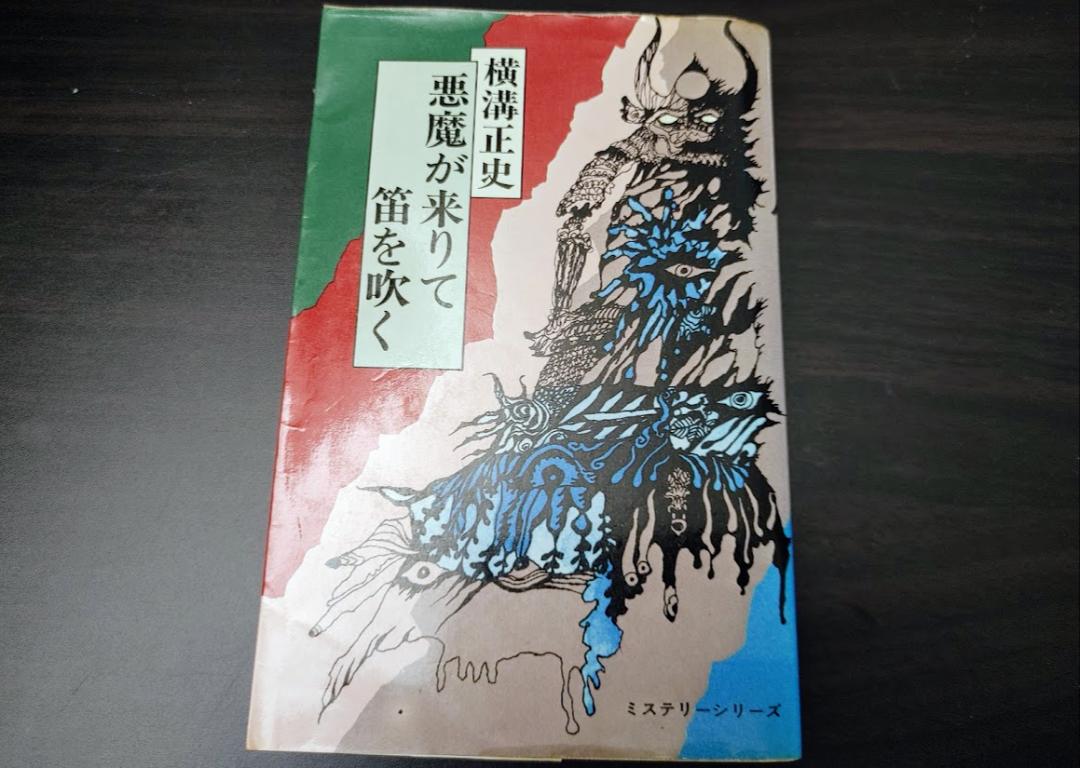 横溝正史
悪魔が来りて
笛を吹く
ミステリーシリーズ